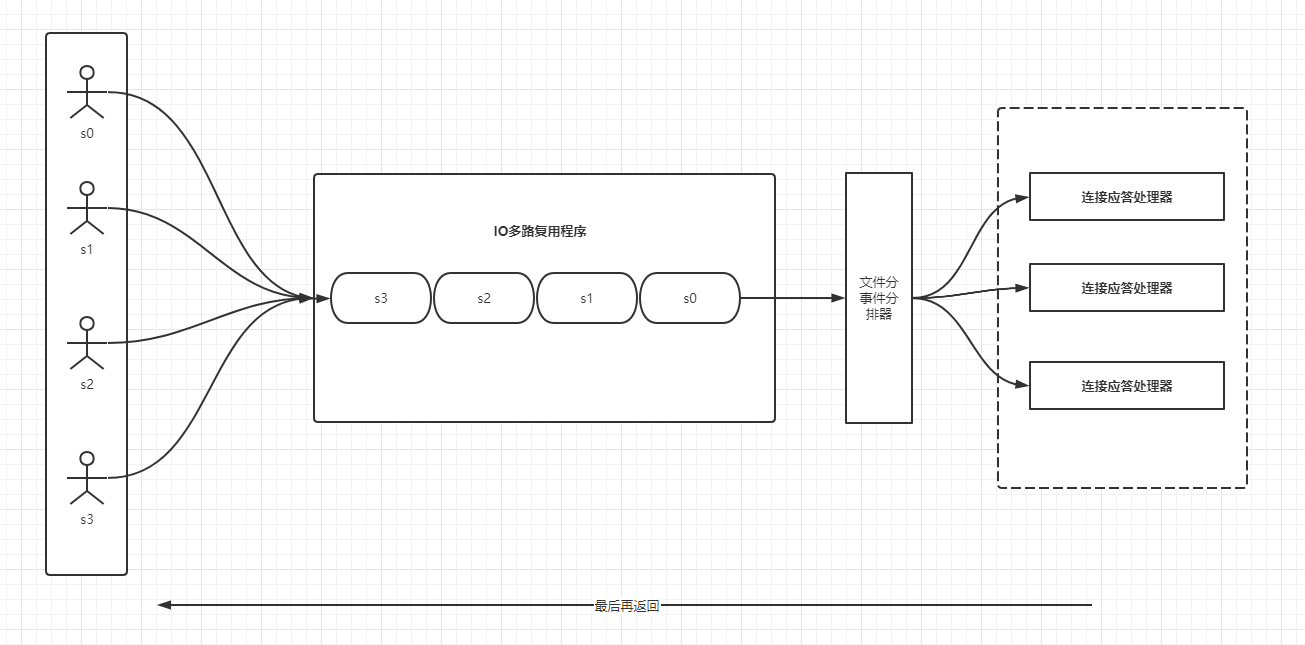 s0
s1
s2
s3
IO多路复用程序
s3
s2
s1
s0
文件分
事件分
排器
连接应答处理器
连接应答处理器
连接应答处理器
最后再返回